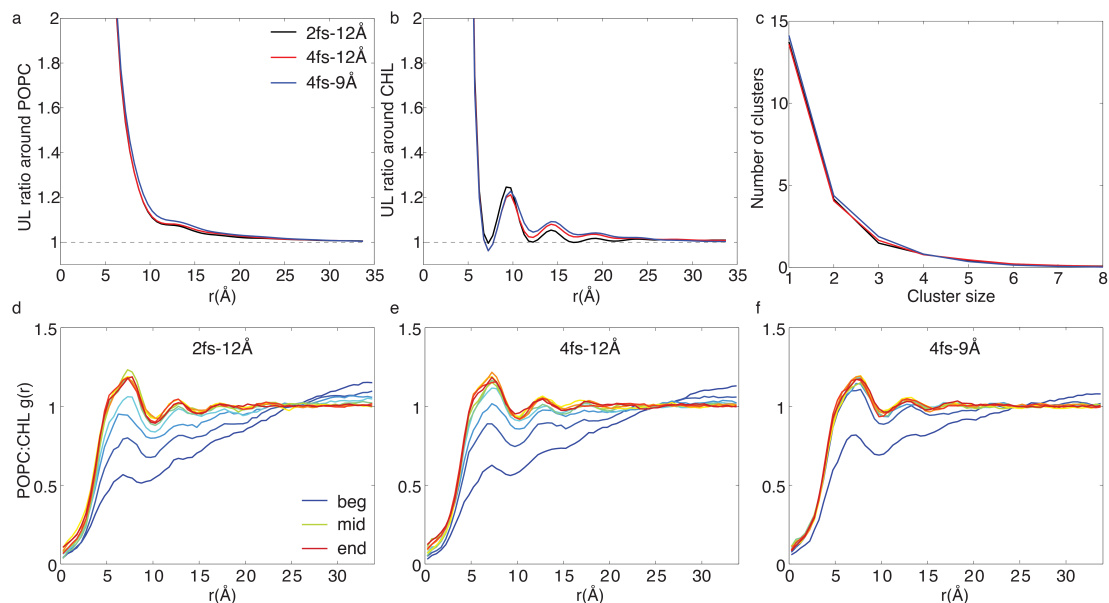 a
UL ratio around POPC
2
1.8
1.6
1.4
1.2
1
0 5 10 15 20 25 30 35
r(Å)
2fs-12Å
4fs-12Å
4fs-9Å
b
UL ratio around CHL
2
1.8
1.6
1.4
1.2
1
0 5 10 15 20 25 30 35
r(Å)
c
Number of clusters
15
10
5
0
1 2 3 4 5 6 7 8
Cluster size
d
POPC:CHL g(r)
2fs-12Å
1.5
1
0.5
0
0 5 10 15 20 25 30
r(Å)
beg
mid
end
e
4fs-12Å
1.5
1
0.5
0
0 5 10 15 20 25 30
r(Å)
f
4fs-9Å
1.5
1
0.5
0
0 5 10 15 20 25 30
r(Å)